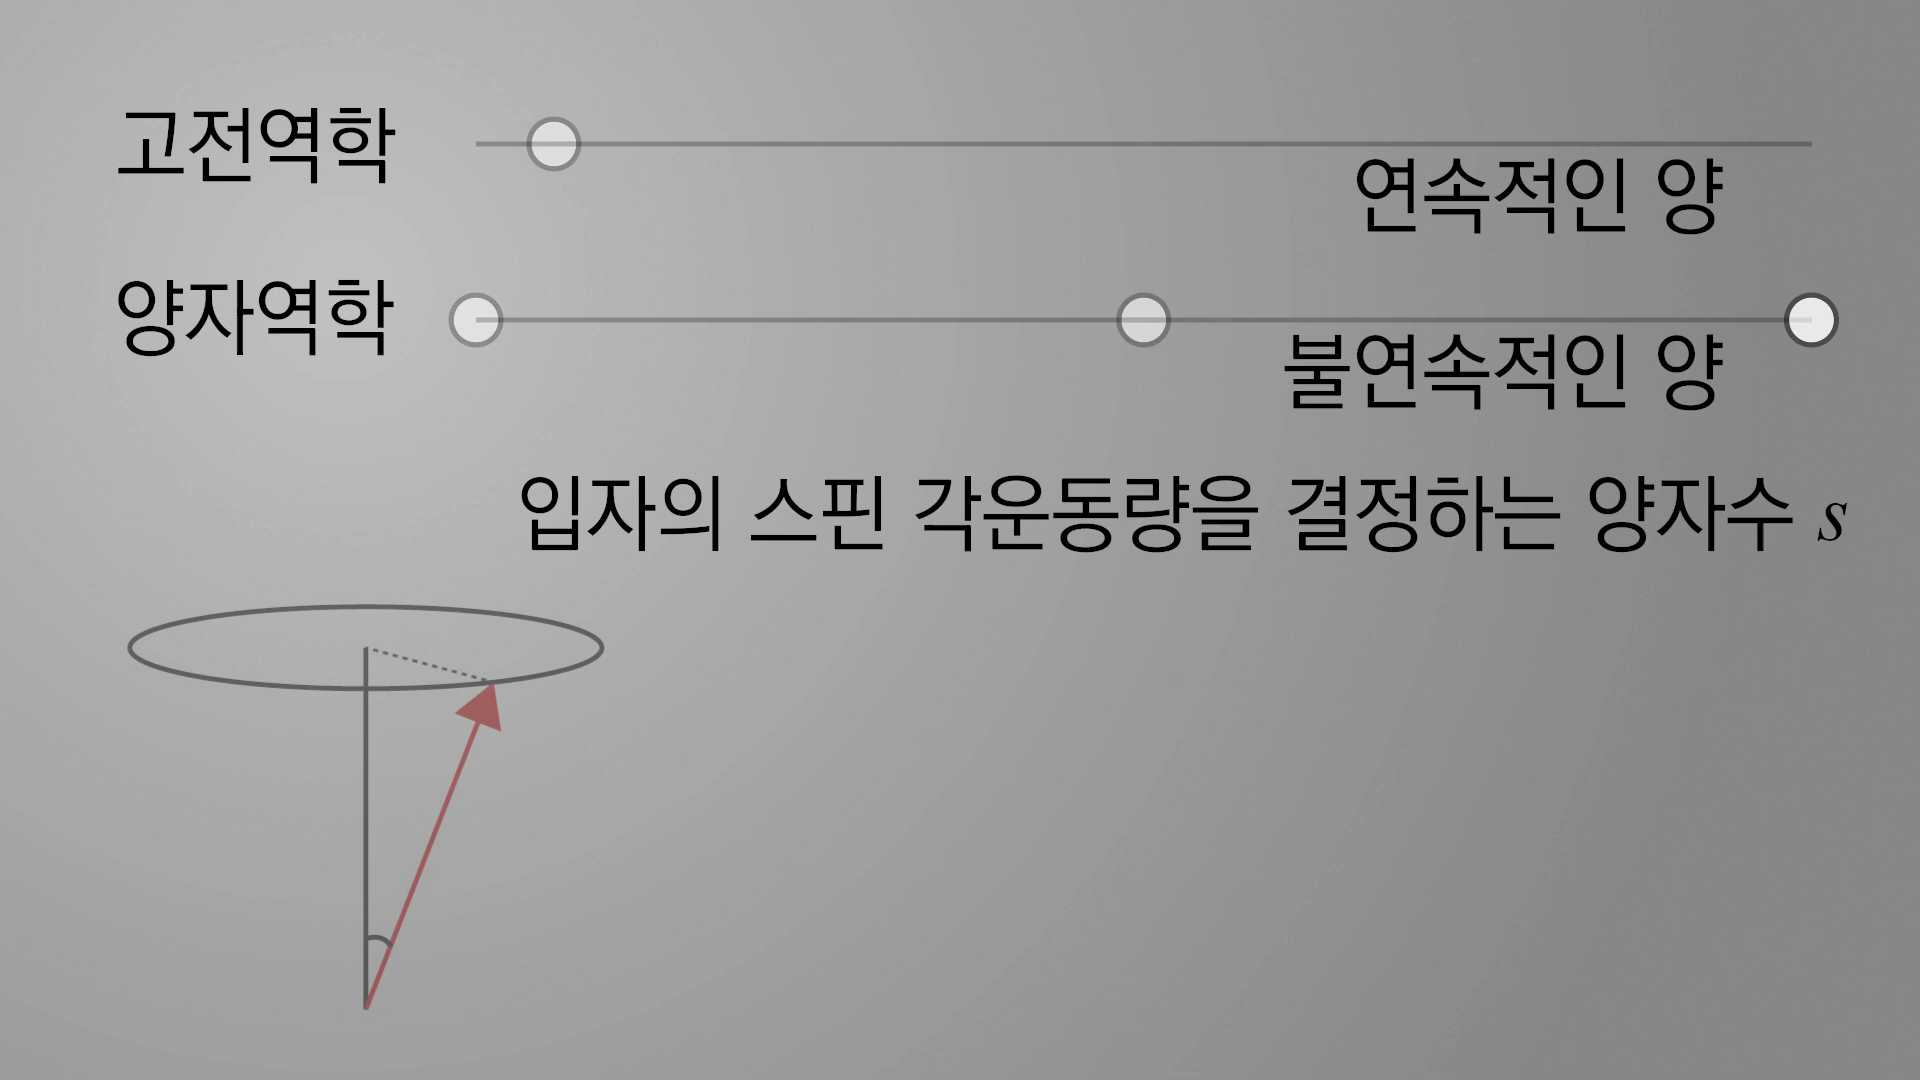 고전역학
연속적인 양
양자역학
불연속적인 양
입자의 스핀 각운동량을 결정하는 양자수 s